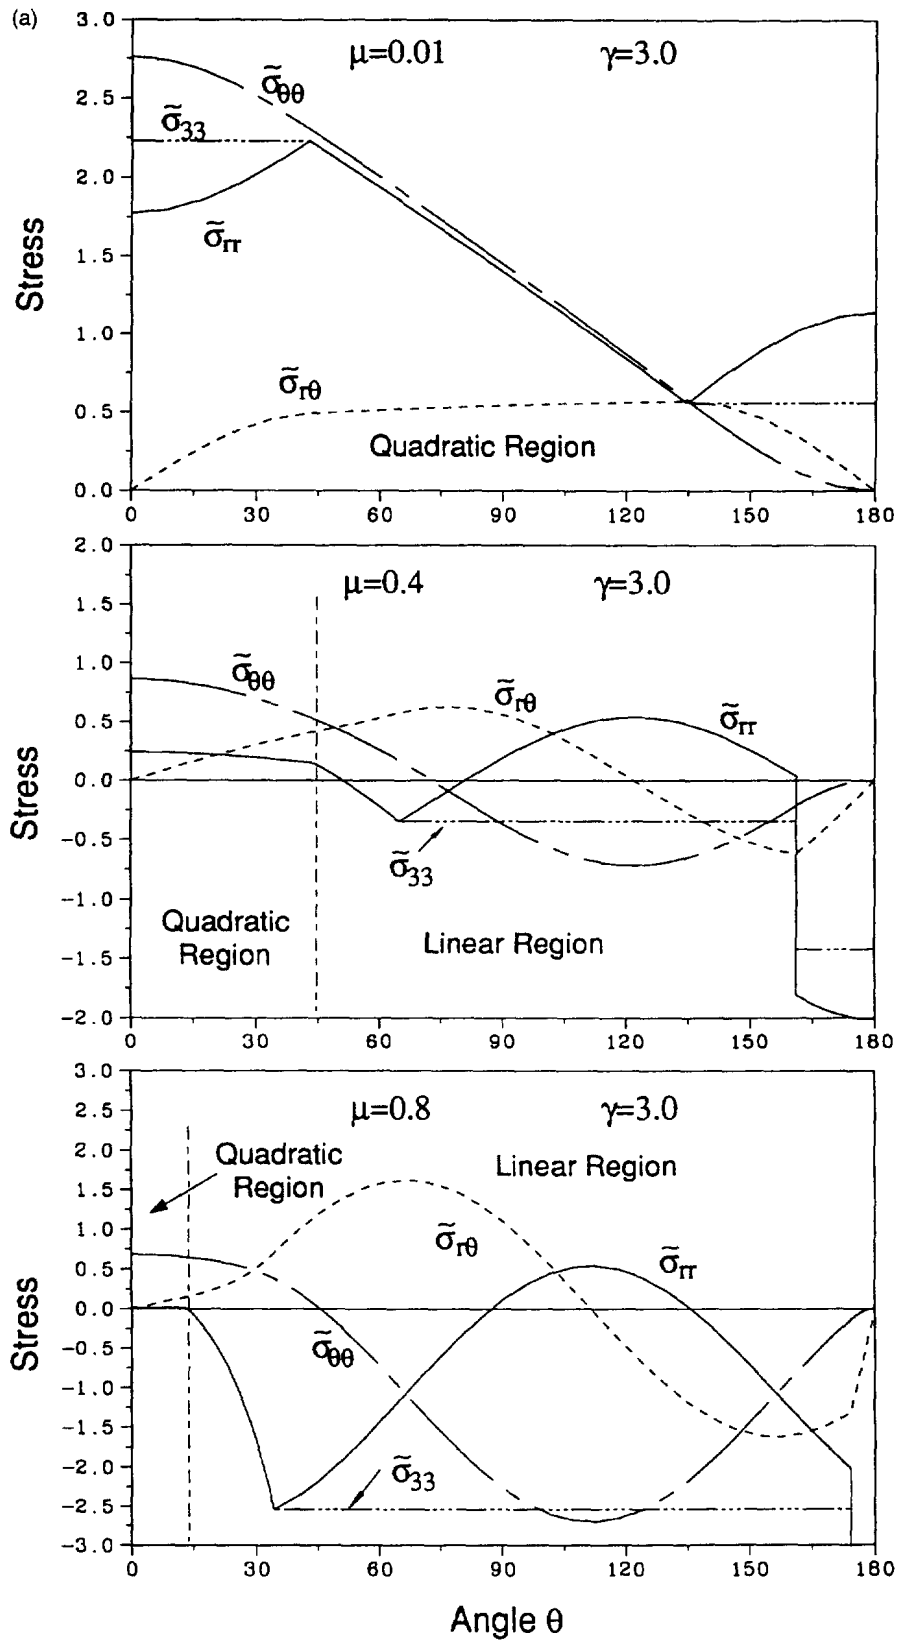 (a)
μ=0.01 γ=3.0
σ̃θθ
σ̃33
σ̃rr
σ̃rθ
Quadratic Region
Stress
3.0
2.5
2.0
1.5
1.0
0.5
0.0
0 30 60 90 120 150 180
μ=0.4 γ=3.0
σ̃θθ
σ̃rθ
σ̃rr
σ̃33
Quadratic
Region
Linear Region
Stress
2.0
1.5
1.0
0.5
0.0
-0.5
-1.0
-1.5
-2.0
0 30 60 90 120 150 180
μ=0.8 γ=3.0
Quadratic
Region
Linear Region
σ̃rθ
σ̃rr
σ̃θθ
σ̃33
Stress
3.0
2.5
2.0
1.5
1.0
0.5
0.0
-0.5
-1.0
-1.5
-2.0
-2.5
-3.0
0 30 60 90 120 150 180
Angle θ